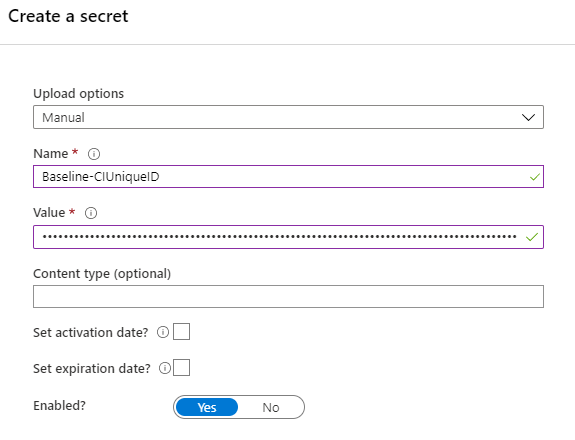 Create a secret
Upload options
Manual
Name *
Baseline-CIUniqueID
Value *
Content type (optional)
Set activation date?
Set expiration date?
Enabled?
Yes No